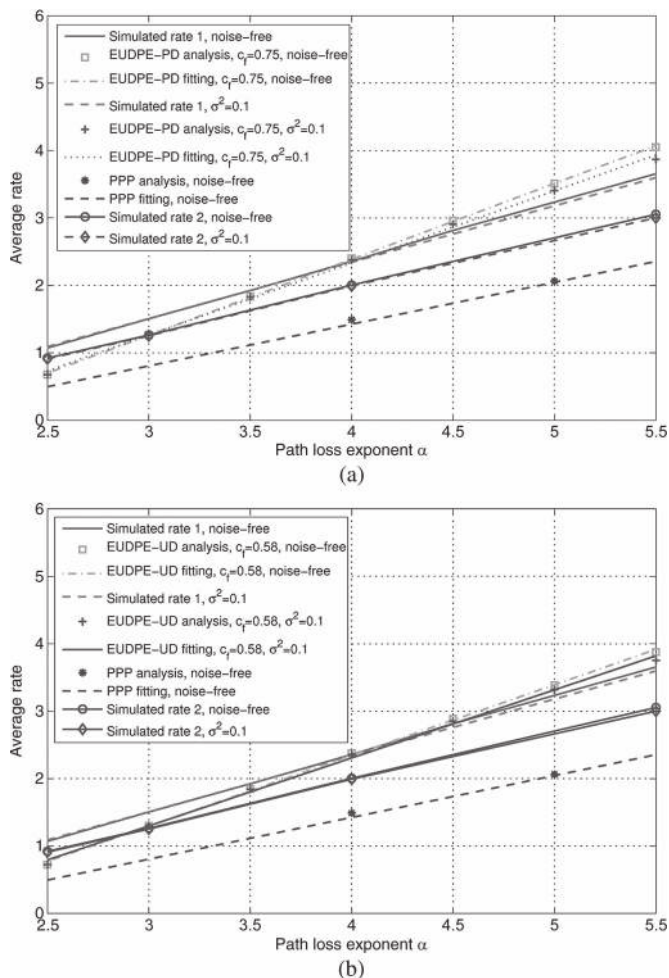 6
5
4
3
2
1
0
Average rate
Simulated rate 1, noise-free
EUDPE-PD analysis, c_f=0.75, noise-free
EUDPE-PD fitting, c_f=0.75, noise-free
Simulated rate 1, σ²=0.1
EUDPE-PD analysis, c_f=0.75, σ²=0.1
EUDPE-PD fitting, c_f=0.75, σ²=0.1
PPP analysis, noise-free
PPP fitting, noise-free
Simulated rate 2, noise-free
Simulated rate 2, σ²=0.1
2.5 3 3.5 4 4.5 5 5.5
Path loss exponent α
(a)
6
5
4
3
2
1
0
Average rate
Simulated rate 1, noise-free
EUDPE-UD analysis, c_f=0.58, noise-free
EUDPE-UD fitting, c_f=0.58, noise-free
Simulated rate 1, σ²=0.1
EUDPE-UD analysis, c_f=0.58, σ²=0.1
EUDPE-UD fitting, c_f=0.58, σ²=0.1
PPP analysis, noise-free
PPP fitting, noise-free
Simulated rate 2, noise-free
Simulated rate 2, σ²=0.1
2.5 3 3.5 4 4.5 5 5.5
Path loss exponent α
(b)